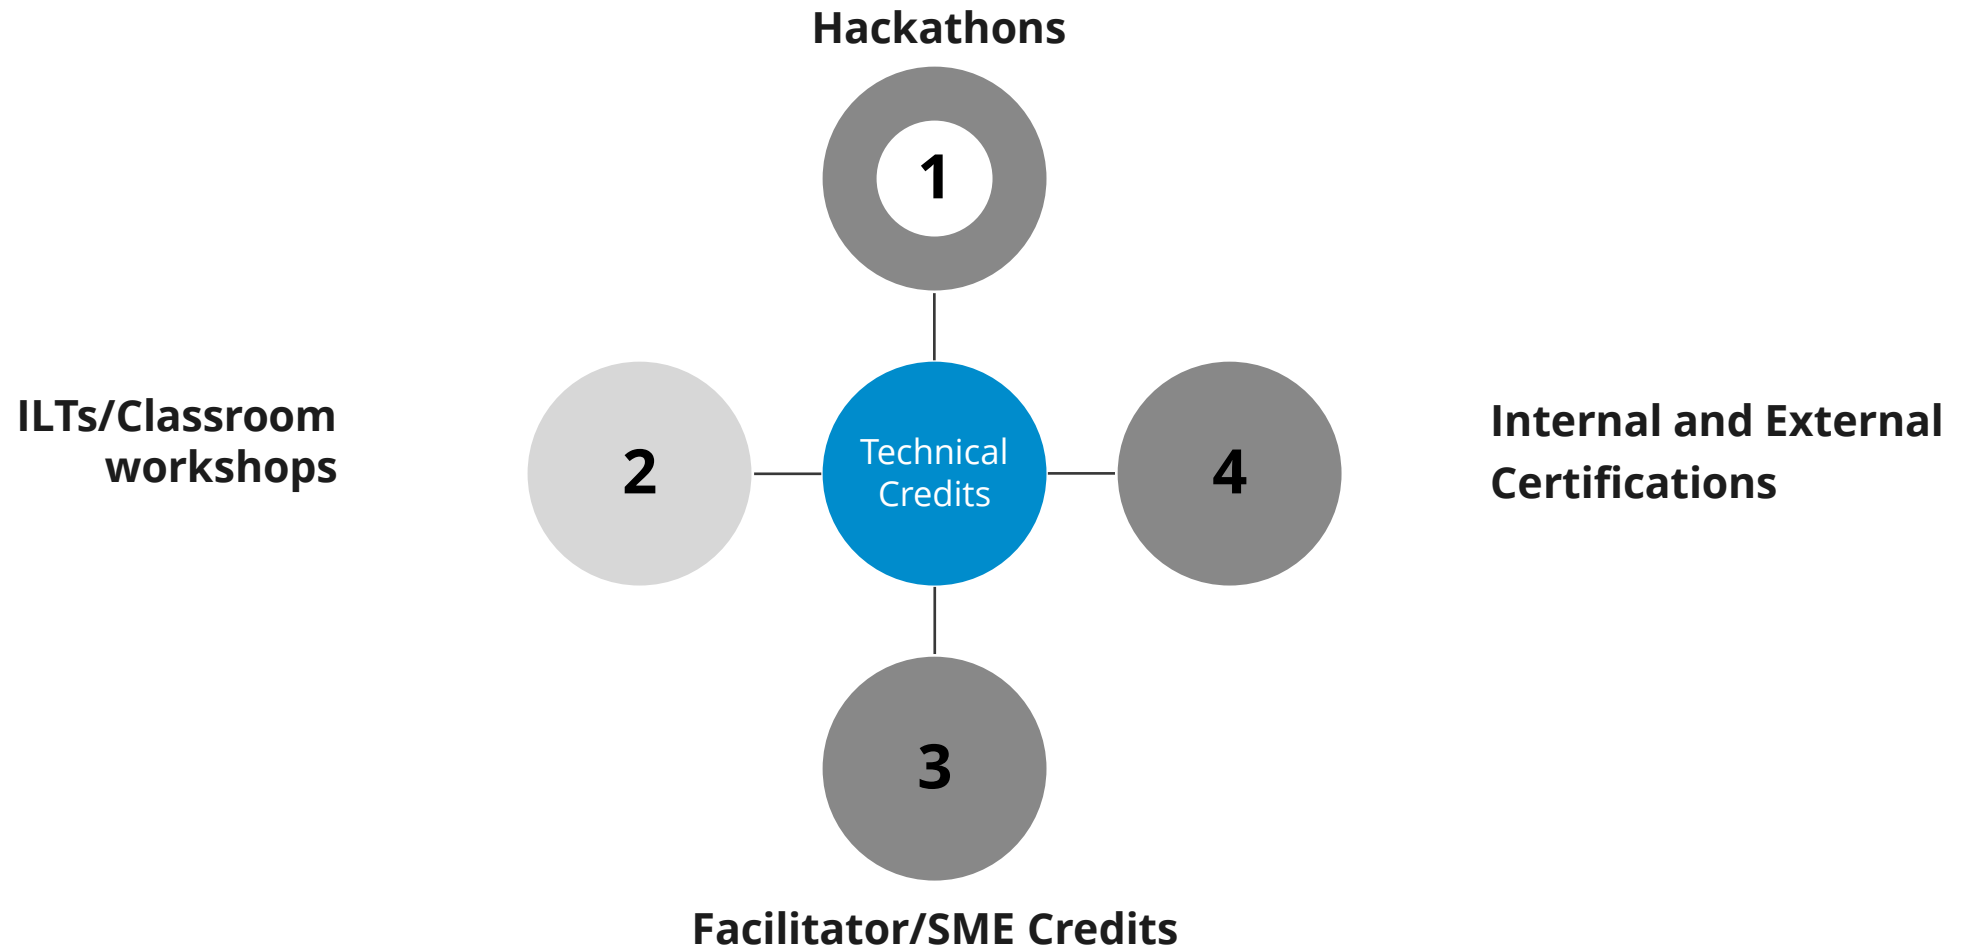 Hackathons
1
ILTs/Classroom
workshops
2
Technical
Credits
4
Internal and External
Certifications
3
Facilitator/SME Credits